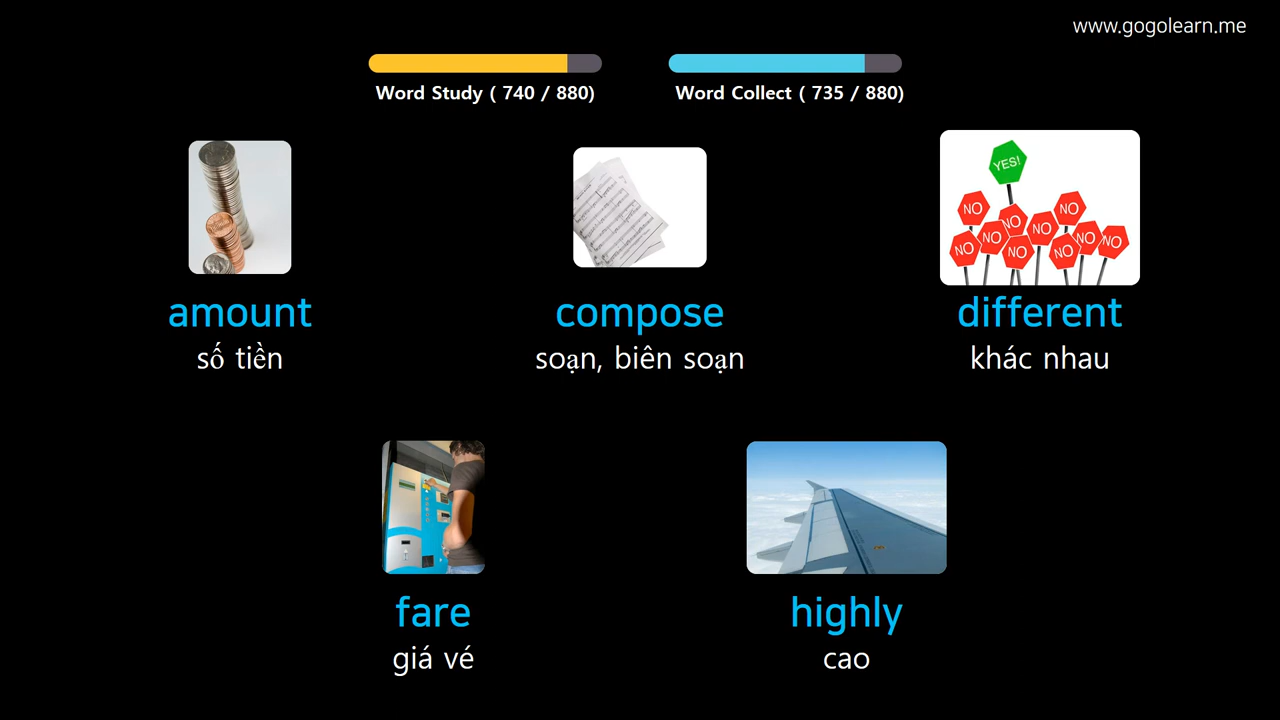 www.gogolearn.me
Word Study ( 740 / 880)
Word Collect ( 735 / 880)
YES!
NO
NO
NO
NO
NO
NO
NO
NO
NO
NO
amount
compose
different
số tiền
soạn, biên soạn
khác nhau
fare
highly
giá vé
cao